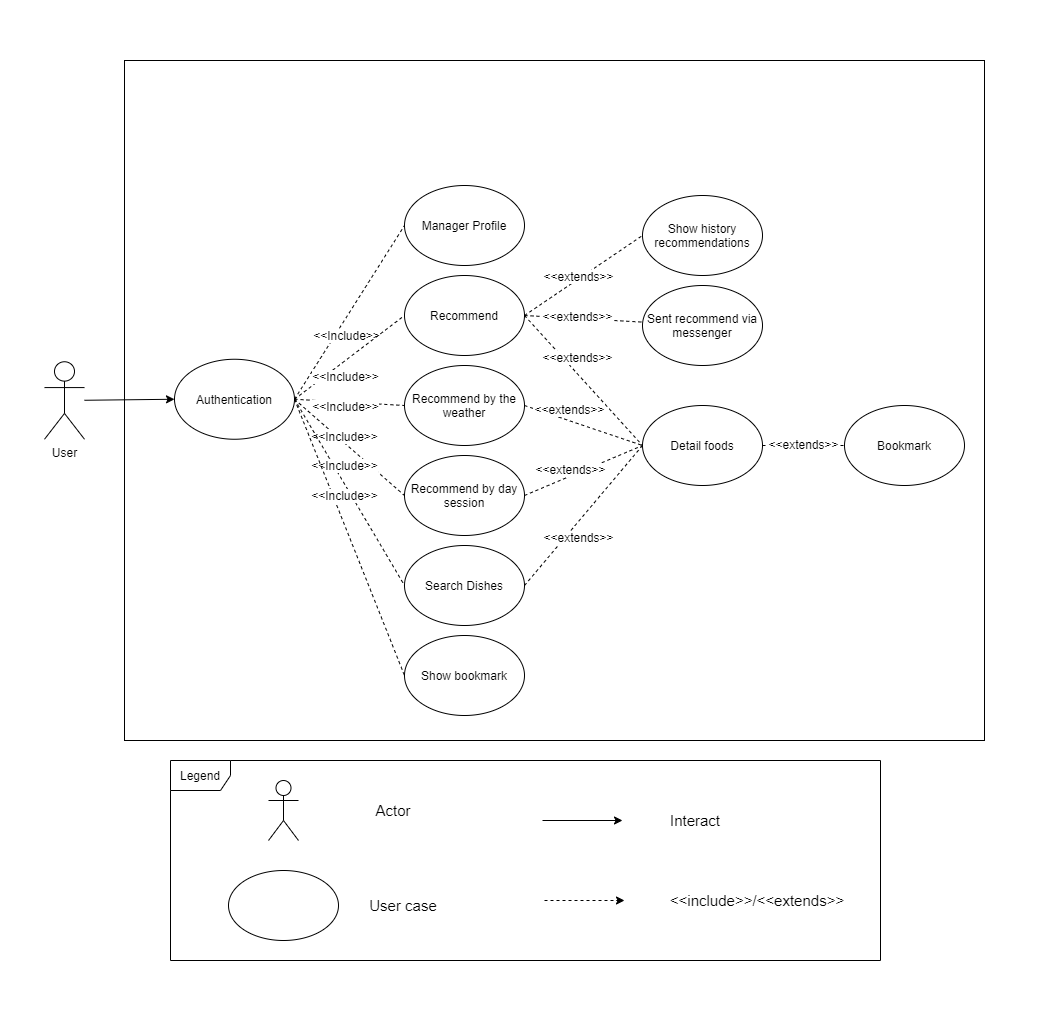 Manager Profile
Show history
recommendations
<<extends>>
Recommend
<<extends>>
Sent recommend via
messenger
<<Include>>
<<extends>>
<<Include>>
User
Authentication
<<Include>>
Recommend by the
weather
<<extends>>
<<Include>>
Detail foods
<<extends>>
Bookmark
<<Include>>
<<extends>>
<<Include>>
Recommend by day
session
<<extends>>
Search Dishes
Show bookmark
Legend
Actor
Interact
User case
<<include>>/<<extends>>